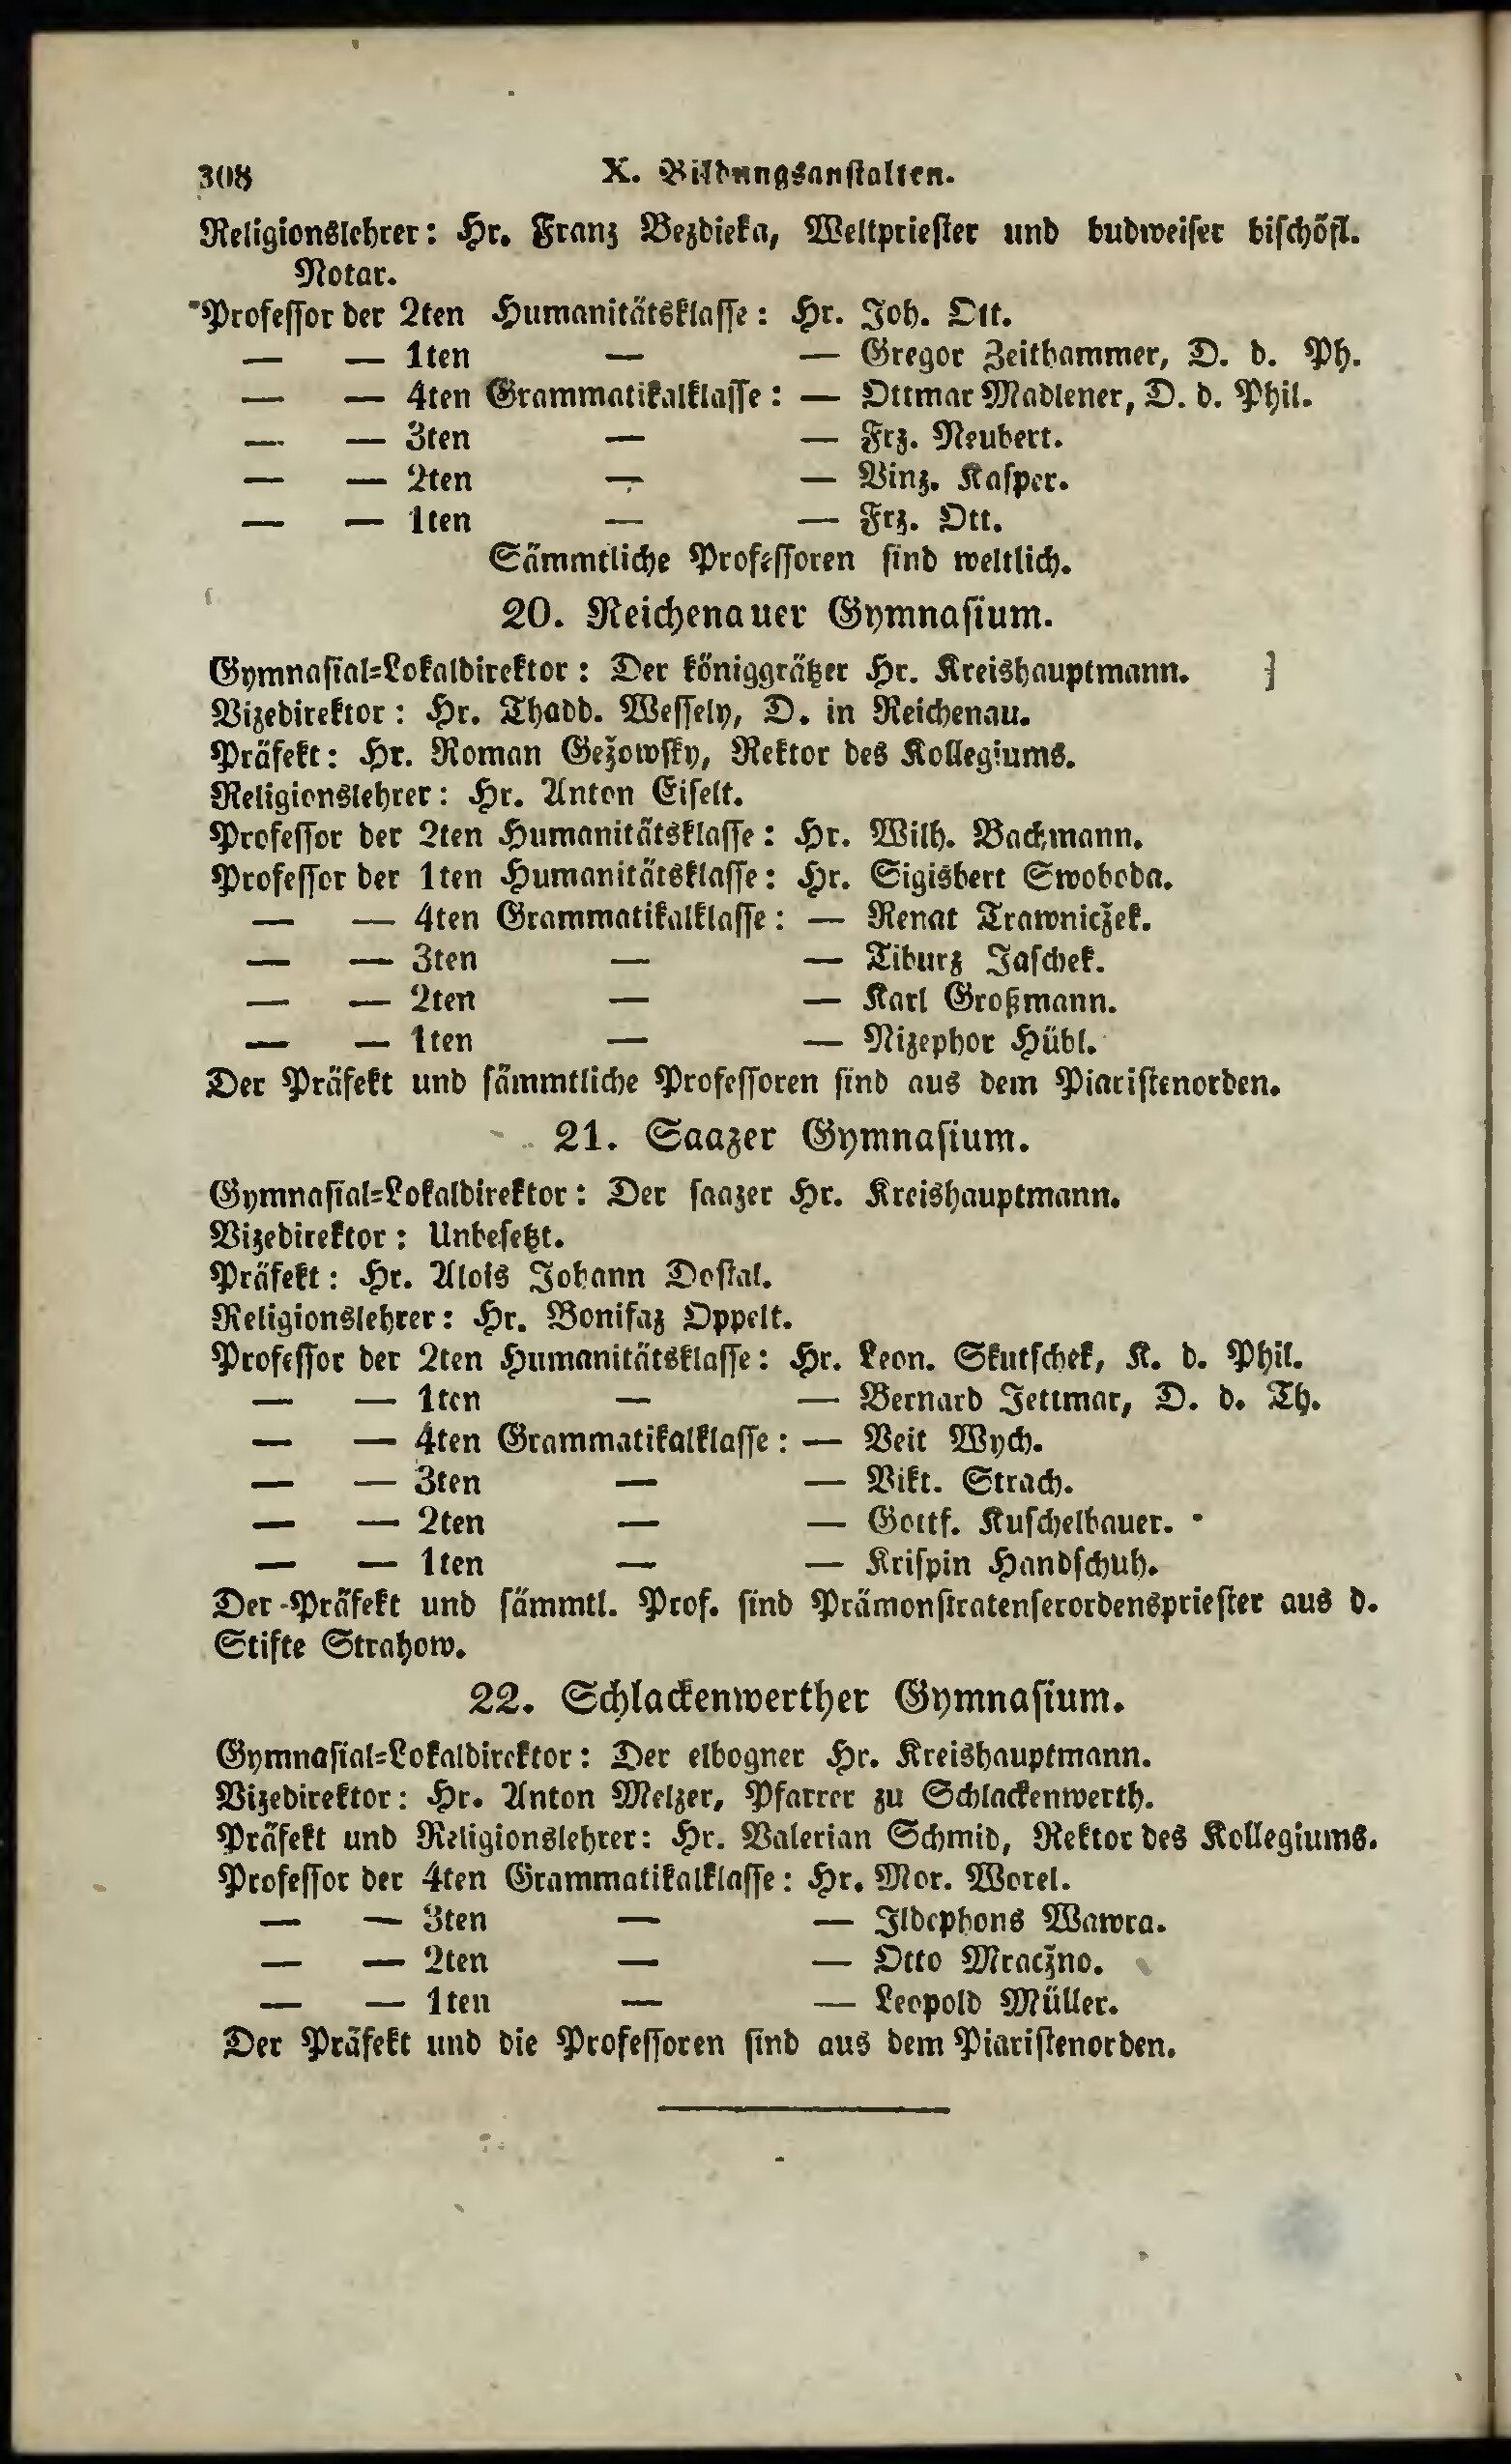 308 X. Bildungsanstalten.
Religionslehrer: Hr. Franz Bezdieka, Weltpriester und budweiser bischöfl.
Notar.
Professor der 2ten Humanitätsklasse: Hr. Joh. Ott.
— — 1ten — — Gregor Zeithammer, D. d. Ph.
— — 4ten Grammatikalklasse: — Ottmar Madlener, D. d. Phil.
— — 3ten — — Frz. Neubert.
— — 2ten — — Vinz. Kasper.
— — 1ten — — Frz. Ott.
Sämmtliche Professoren sind weltlich.
20. Reichenauer Gymnasium.
Gymnasial=Lokaldirektor: Der königgrätzer Hr. Kreishauptmann.
Vizedirektor: Hr. Thadd. Wessely, D. in Reichenau.
Präfekt: Hr. Roman Gežowsky, Rektor des Kollegiums.
Religionslehrer: Hr. Anton Eiselt.
Professor der 2ten Humanitätsklasse: Hr. Wilh. Backmann.
Professor der 1ten Humanitätsklasse: Hr. Sigisbert Swoboda.
— — 4ten Grammatikalklasse: — Renat Trawniczek.
— — 3ten — — Tiburz Jaschek.
— — 2ten — — Karl Großmann.
— — 1ten — — Nizephor Hübl.
Der Präfekt und sämmtliche Professoren sind aus dem Piaristenorden.
21. Saazer Gymnasium.
Gymnasial=Lokaldirektor: Der saazer Hr. Kreishauptmann.
Vizedirektor: Unbesetzt.
Präfekt: Hr. Alois Johann Dostal.
Religionslehrer: Hr. Bonifaz Oppelt.
Professor der 2ten Humanitätsklasse: Hr. Leon. Skutschek, K. d. Phil.
— — 1ten — — Bernard Jettmar, D. d. Th.
— — 4ten Grammatikalklasse: — Veit Wych.
— — 3ten — — Vikt. Strach.
— — 2ten — — Gottf. Kuschelbauer.
— — 1ten — — Krispin Handschuh.
Der Präfekt und sämmtl. Prof. sind Prämonstratenserordenspriester aus d.
Stifte Strahow.
22. Schlackenwerther Gymnasium.
Gymnasial=Lokaldirektor: Der elbogner Hr. Kreishauptmann.
Vizedirektor: Hr. Anton Melzer, Pfarrer zu Schlackenwerth.
Präfekt und Religionslehrer: Hr. Valerian Schmid, Rektor des Kollegiums.
Professor der 4ten Grammatikalklasse: Hr. Mor. Worel.
— — 3ten — — Ildephons Wawra.
— — 2ten — — Otto Mraczno.
— — 1ten — — Leopold Müller.
Der Präfekt und die Professoren sind aus dem Piaristenorden.